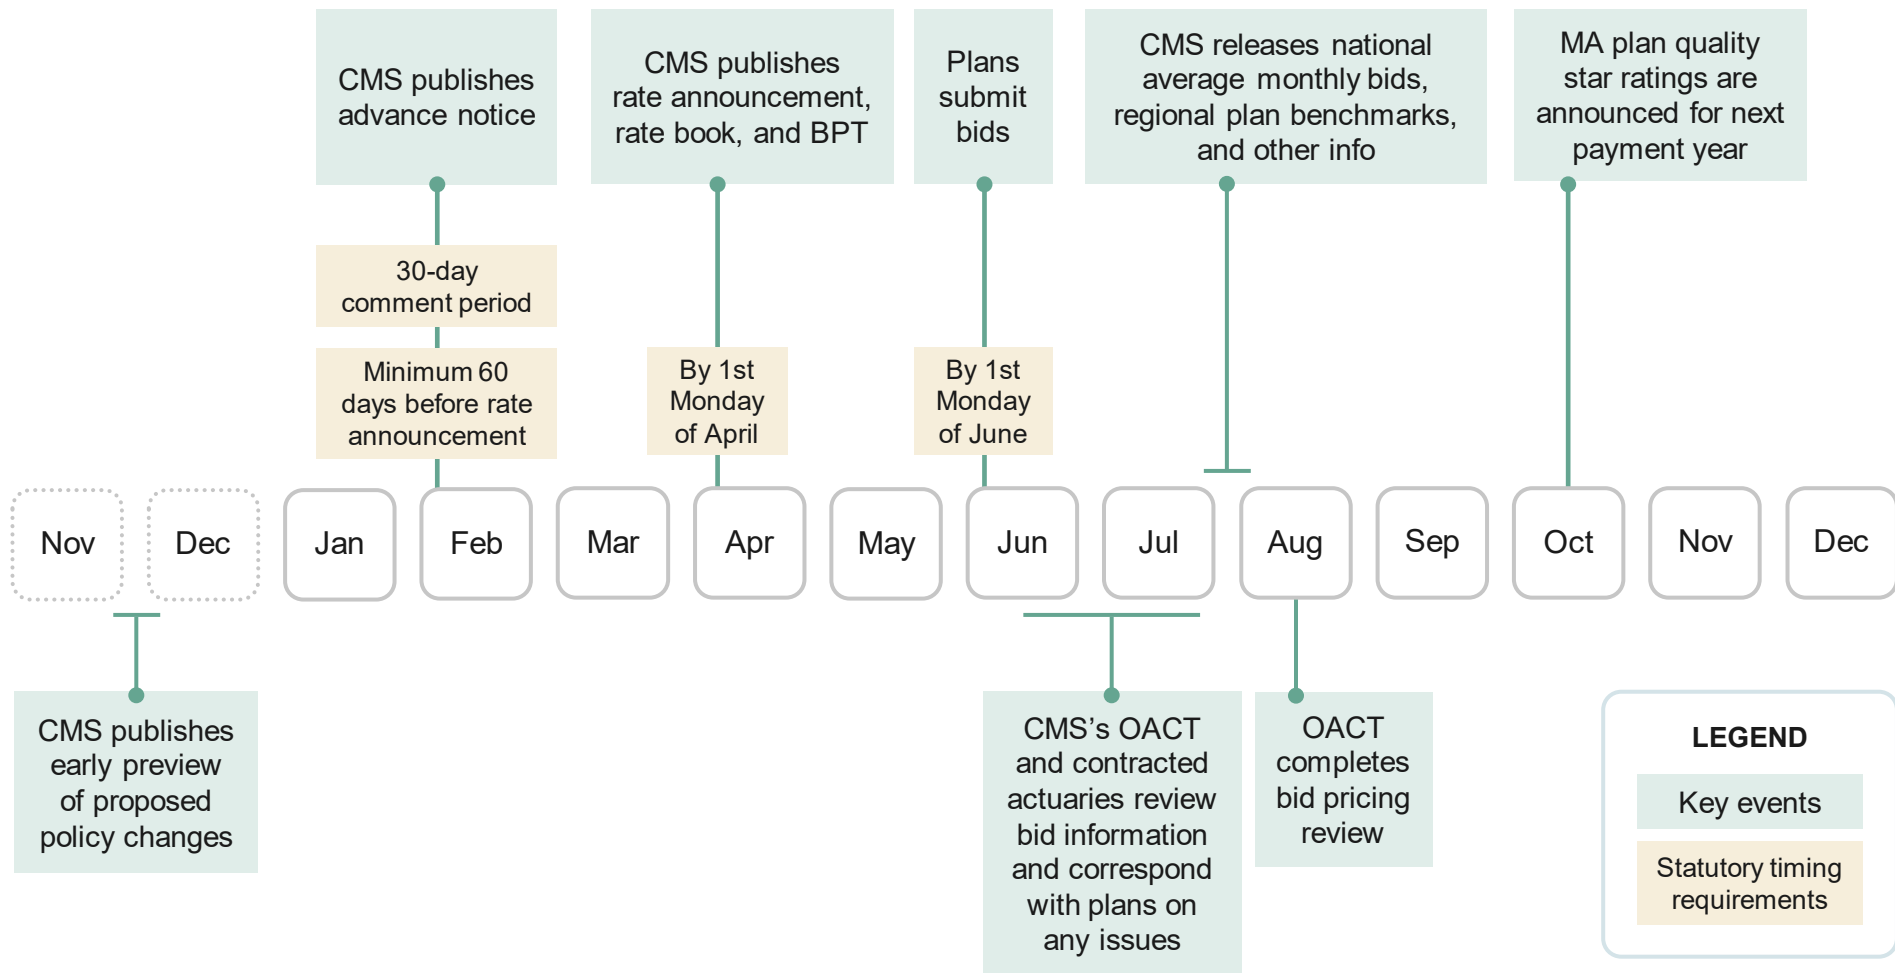 CMS publishes
advance notice
CMS publishes
rate announcement,
rate book, and BPT
Plans
submit
bids
CMS releases national
average monthly bids,
regional plan benchmarks,
and other info
MA plan quality
star ratings are
announced for next
payment year
30-day
comment period
Minimum 60
days before rate
announcement
By 1st
Monday
of April
By 1st
Monday
of June
Nov
Dec
Jan
Feb
Mar
Apr
May
Jun
Jul
Aug
Sep
Oct
Nov
Dec
CMS publishes
early preview
of proposed
policy changes
CMS's OACT
and contracted
actuaries review
bid information
and correspond
with plans on
any issues
OACT
completes
bid pricing
review
LEGEND
Key events
Statutory timing
requirements